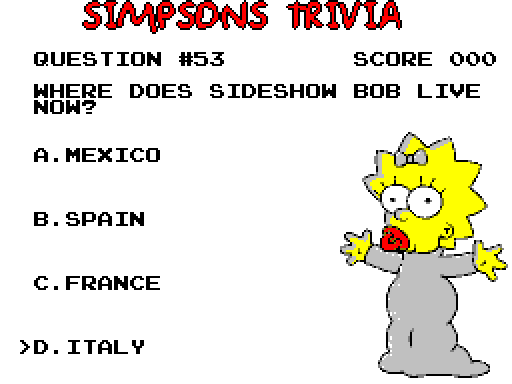 SIMPSONS TRIVIA
QUESTION #53 SCORE 000
WHERE DOES SIDESHOW BOB LIVE
NOW?
A.MEXICO
B.SPAIN
C.FRANCE
>D.ITALY